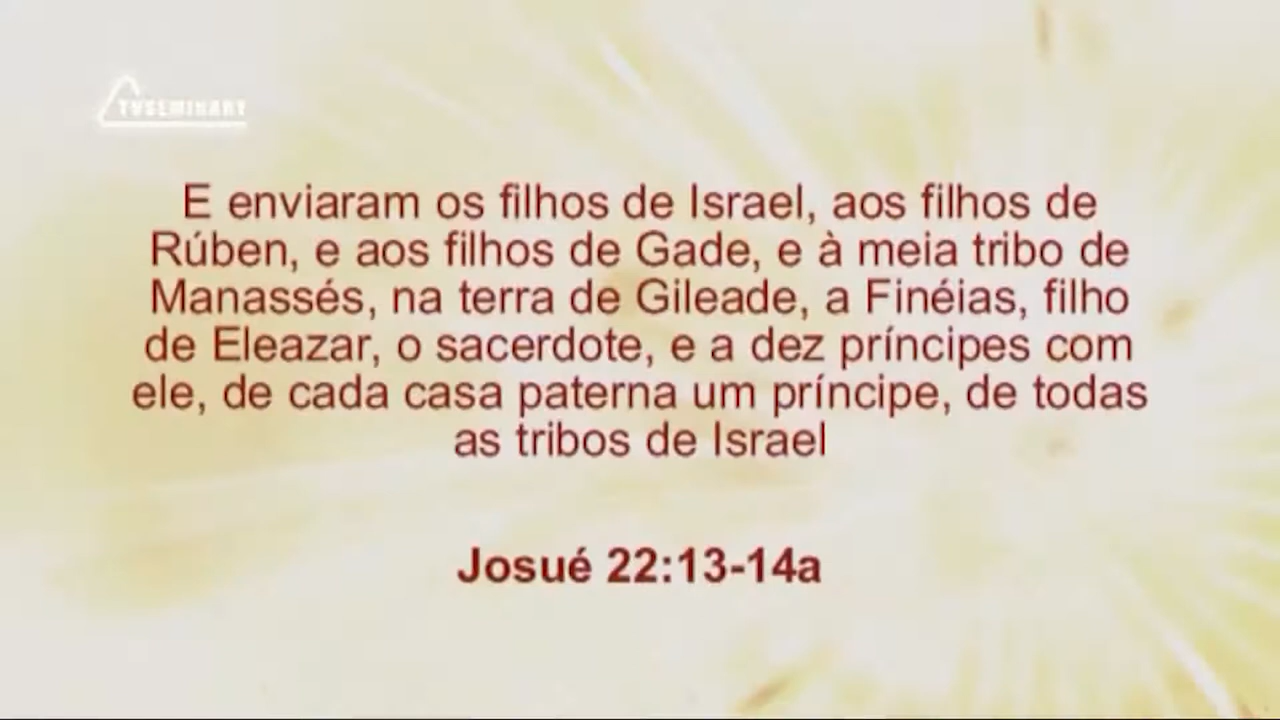 TVSEMINARY
E enviaram os filhos de Israel, aos filhos de
Rúben, e aos filhos de Gade, e à meia tribo de
Manassés, na terra de Gileade, a Finéias, filho
de Eleazar, o sacerdote, e a dez príncipes com
ele, de cada casa paterna um príncipe, de todas
as tribos de Israel
Josué 22:13-14a